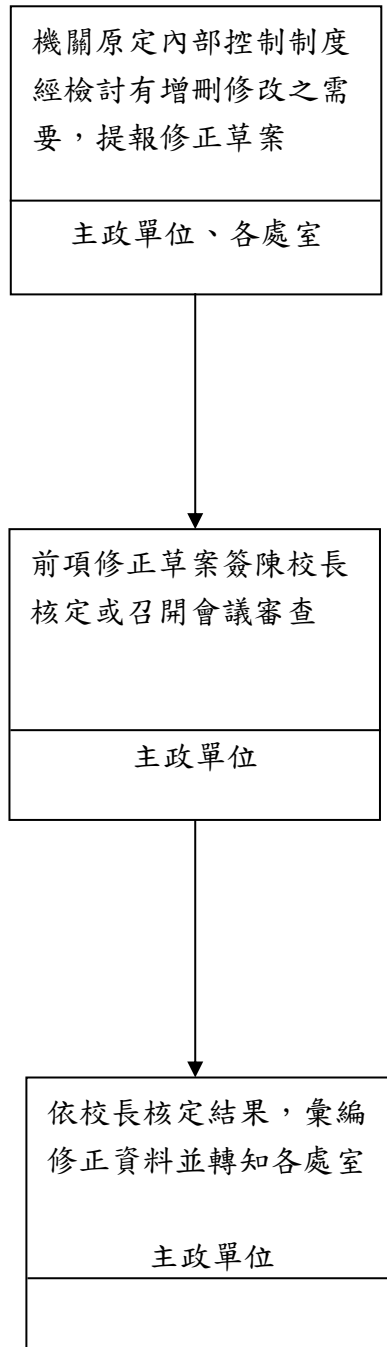 機關原定內部控制制度
經檢討有增刪修改之需
要，提報修正草案
主政單位、各處室
前項修正草案簽陳校長
核定或召開會議審查
主政單位
依校長核定結果，彙編
修正資料並轉知各處室
主政單位